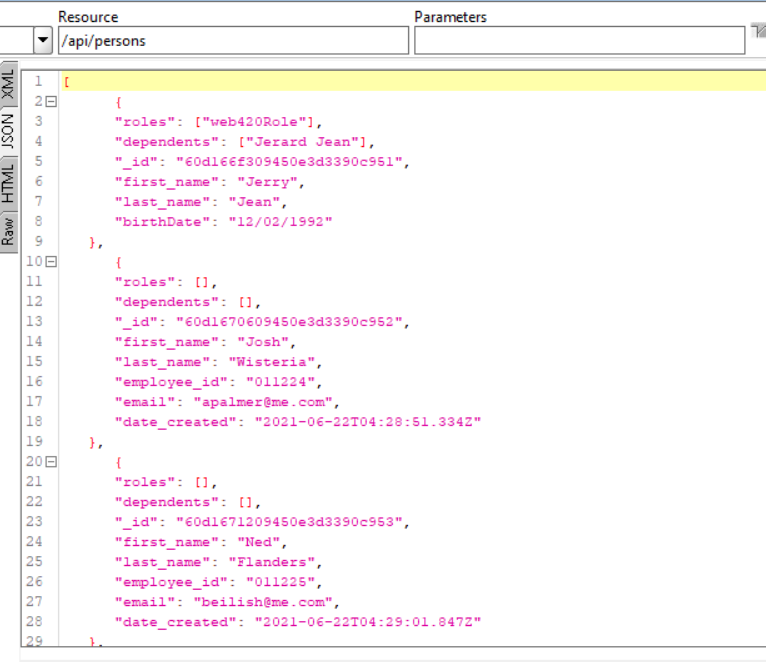 Resource
Parameters
/api/persons
XML
JSON
HTML
Raw
1 [
2 {
3 "roles": ["web420Role"],
4 "dependents": ["Jerard Jean"],
5 "_id": "60d166f309450e3d3390c951",
6 "first_name": "Jerry",
7 "last_name": "Jean",
8 "birthDate": "12/02/1992"
9 },
10 {
11 "roles": [],
12 "dependents": [],
13 "_id": "60d1670609450e3d3390c952",
14 "first_name": "Josh",
15 "last_name": "Wisteria",
16 "employee_id": "011224",
17 "email": "apalmer@me.com",
18 "date_created": "2021-06-22T04:28:51.334Z"
19 },
20 {
21 "roles": [],
22 "dependents": [],
23 "_id": "60d1671209450e3d3390c953",
24 "first_name": "Ned",
25 "last_name": "Flanders",
26 "employee_id": "011225",
27 "email": "beilish@me.com",
28 "date_created": "2021-06-22T04:29:01.847Z"
29 },